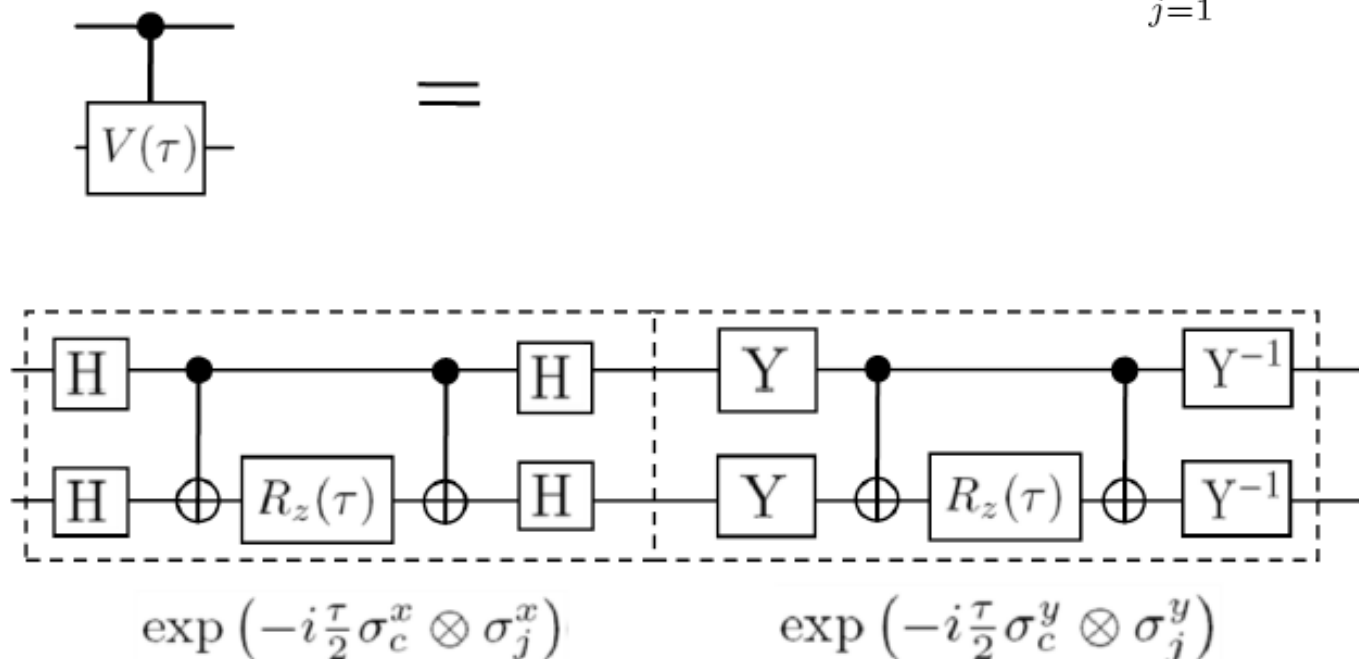 j=1
V(τ)
=
H H Y Y⁻¹
H R_z(τ) H Y R_z(τ) Y⁻¹
exp (−i τ/2 σ_c^x ⊗ σ_j^x) exp (−i τ/2 σ_c^y ⊗ σ_j^y)